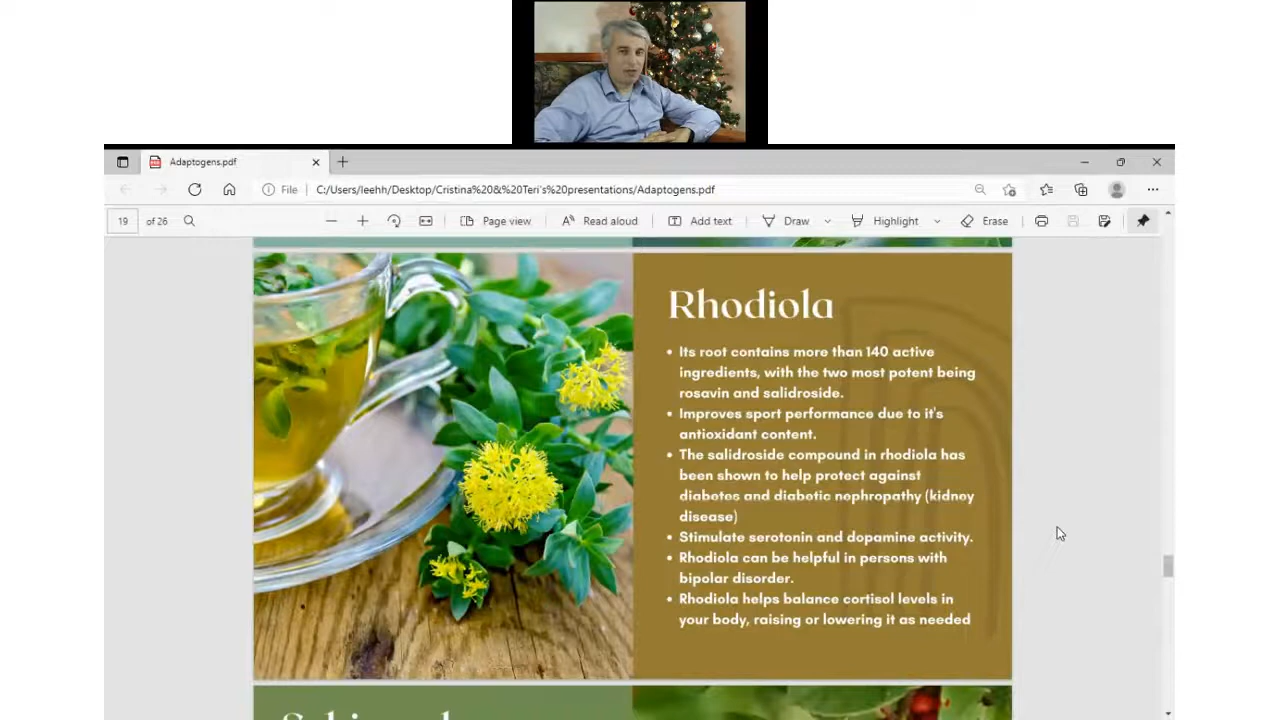 Adaptogens.pdf
File
C:/Users/leehh/Desktop/Cristina%20&%20Teri's%20presentations/Adaptogens.pdf
19 of 26
Page view
Read aloud
Add text
Draw
Highlight
Erase
Rhodiola
• Its root contains more than 140 active
ingredients, with the two most potent being
rosavin and salidroside.
• Improves sport performance due to it's
antioxidant content.
• The salidroside compound in rhodiola has
been shown to help protect against
diabetes and diabetic nephropathy (kidney
disease)
• Stimulate serotonin and dopamine activity.
• Rhodiola can be helpful in persons with
bipolar disorder.
• Rhodiola helps balance cortisol levels in
your body, raising or lowering it as needed